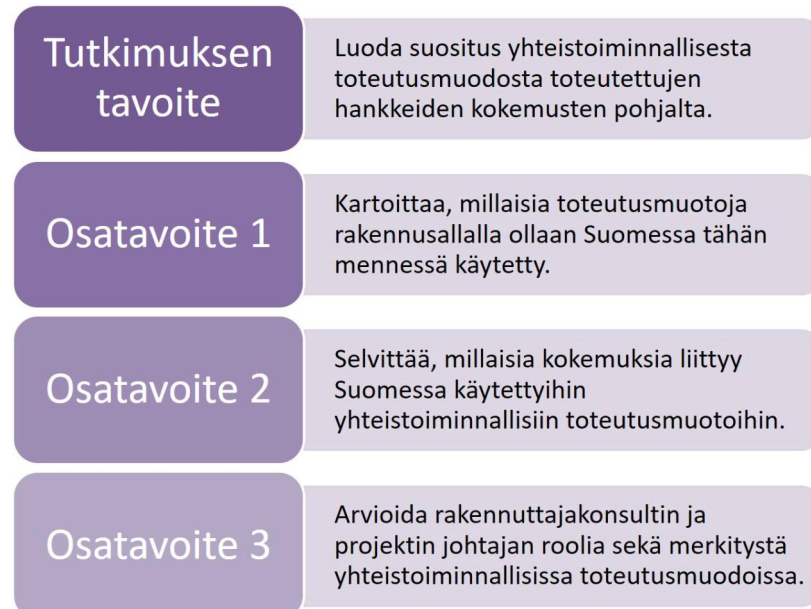 Tutkimuksen
tavoite
Luoda suositus yhteistoiminnallisesta
toteutusmuodosta toteutettujen
hankkeiden kokemusten pohjalta.
Osatavoite 1
Kartoittaa, millaisia toteutusmuotoja
rakennusallalla ollaan Suomessa tähän
mennessä käytetty.
Osatavoite 2
Selvittää, millaisia kokemuksia liittyy
Suomessa käytettyihin
yhteistoiminnallisiin toteutusmuotoihin.
Osatavoite 3
Arvioida rakennuttajakonsultin ja
projektin johtajan roolia sekä merkitystä
yhteistoiminnallisissa toteutusmuodoissa.